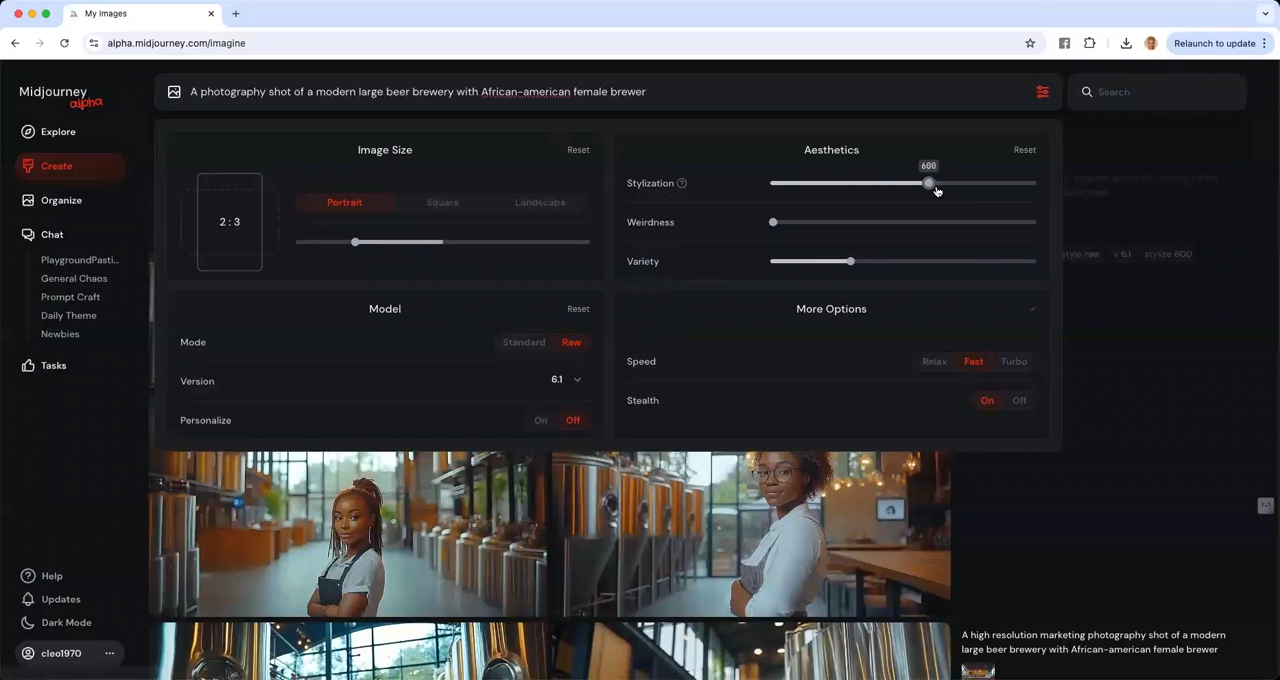 My Images
alpha.midjourney.com/imagine
Relaunch to update
Midjourney
alpha
A photography shot of a modern large beer brewery with African-american female brewer
Search
Explore
Create
Organize
Chat
PlaygroundPasti...
General Chaos
Prompt Craft
Daily Theme
Newbies
Tasks
Image Size
Reset
2 : 3
Portrait
Square
Landscape
Aesthetics
Reset
600
Stylization
Weirdness
Variety
Model
Reset
Mode
Standard
Raw
Version
6.1
Personalize
On
Off
More Options
Speed
Relax
Fast
Turbo
Stealth
On
Off
style raw v 6.1 stylize 600
Help
Updates
Dark Mode
cleo1970
A high resolution marketing photography shot of a modern
large beer brewery with African-american female brewer